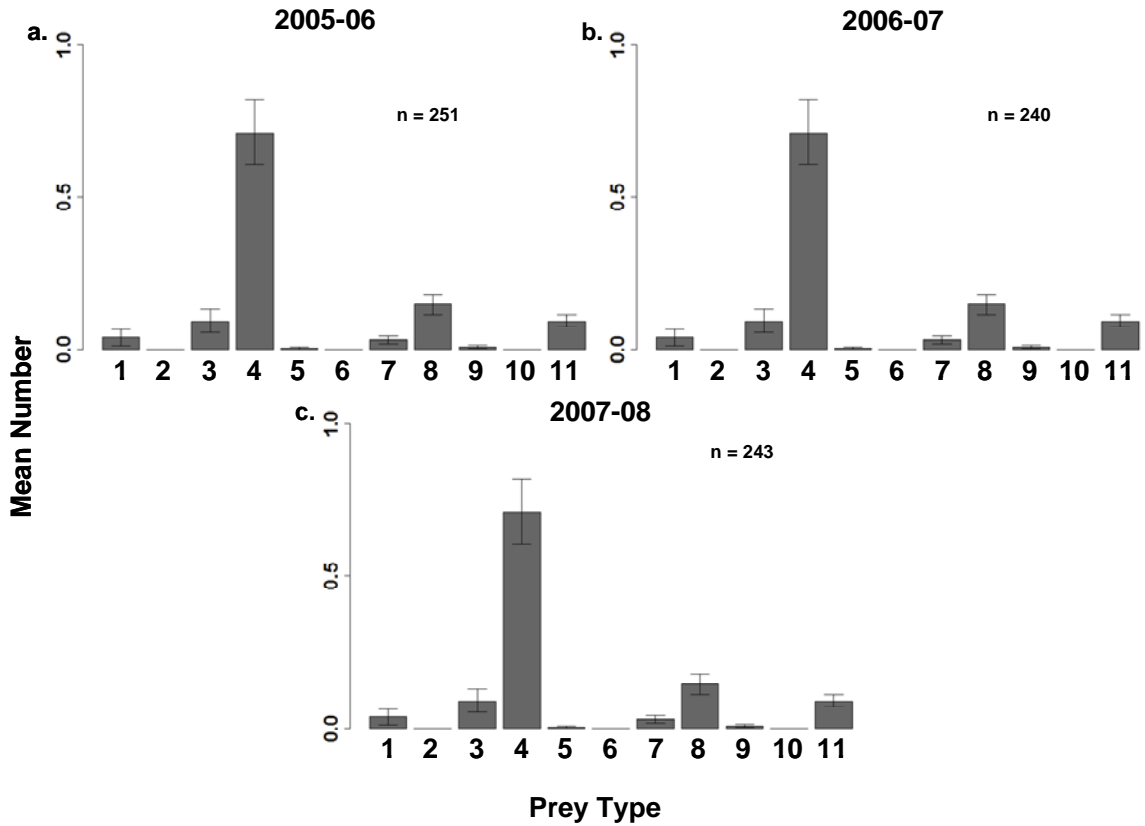 a.
2005-06
n = 251
1.0
0.5
0.0
1 2 3 4 5 6 7 8 9 10 11
b.
2006-07
n = 240
1.0
0.5
0.0
1 2 3 4 5 6 7 8 9 10 11
c.
2007-08
n = 243
1.0
0.5
0.0
1 2 3 4 5 6 7 8 9 10 11
Mean Number
Prey Type